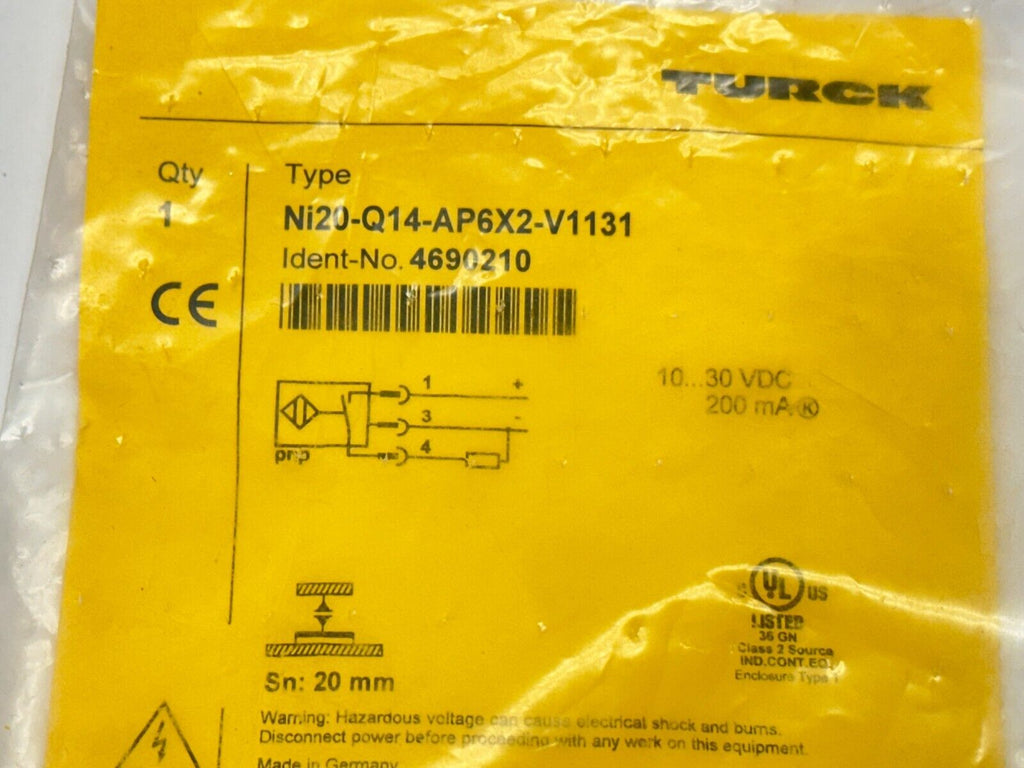 TURCK
Qty Type
1 Ni20-Q14-AP6X2-V1131
Ident-No. 4690210
CE
10...30 VDC
200 mA K
1 +
3 -
4
pnp
UL US
LISTED
36 GN
Class 2 Source
IND.CONT.EQ.
Enclosure Type 1
Sn: 20 mm
Warning: Hazardous voltage can cause electrical shock and burns.
Disconnect power before proceeding with any work on this equipment.
Made in Germany